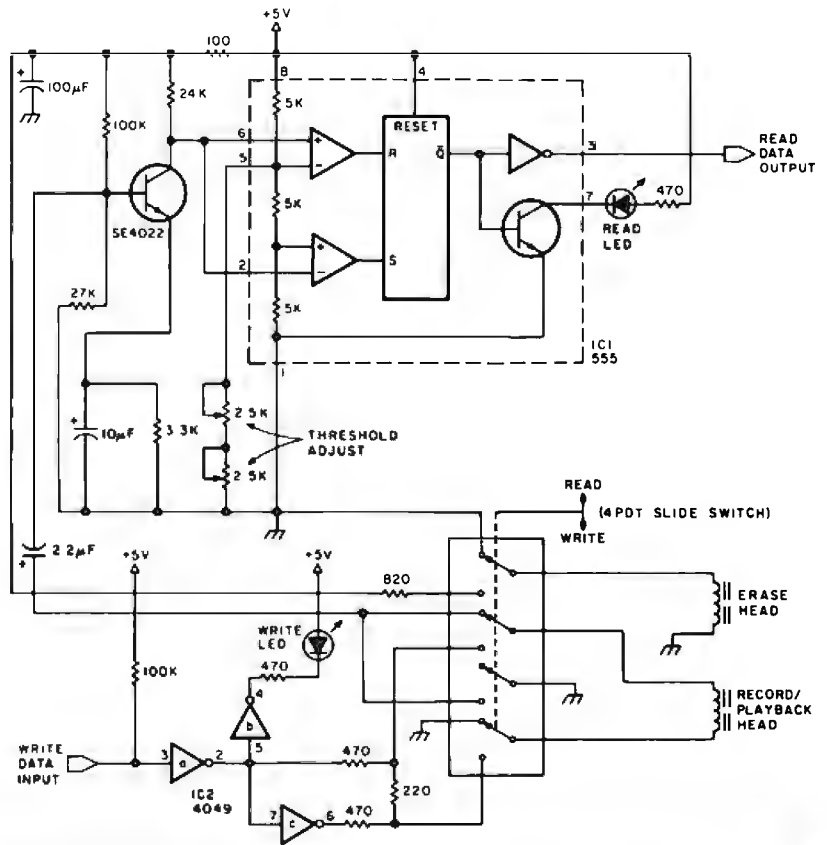 +5V
100
100µF
24K
100K
8
4
5K
6
5
RESET
R
Q̅
3
READ
DATA
OUTPUT
5K
7
470
READ
LED
SE4022
2
S
27K
5K
IC1
555
1
10µF
3.3K
2.5K
THRESHOLD
ADJUST
2.5K
READ
(4PDT SLIDE SWITCH)
WRITE
2.2µF
+5V
+5V
820
ERASE
HEAD
WRITE
LED
100K
470
4
b
5
RECORD/
PLAYBACK
HEAD
WRITE
DATA
INPUT
3
a
2
470
IC2
4049
220
7
c
6
470